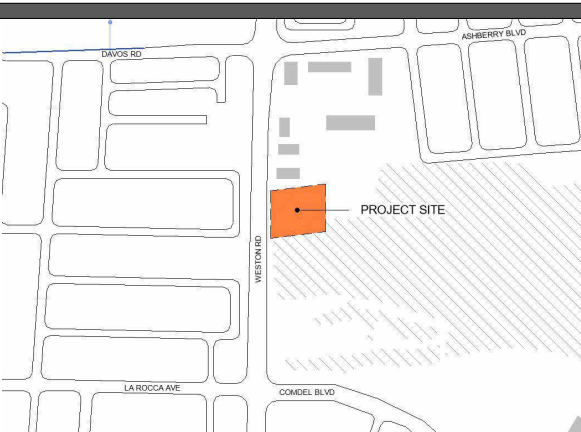 ASHBERRY BLVD
DAVOS RD
PROJECT SITE
WESTON RD
LA ROCCA AVE
COMDEL BLVD